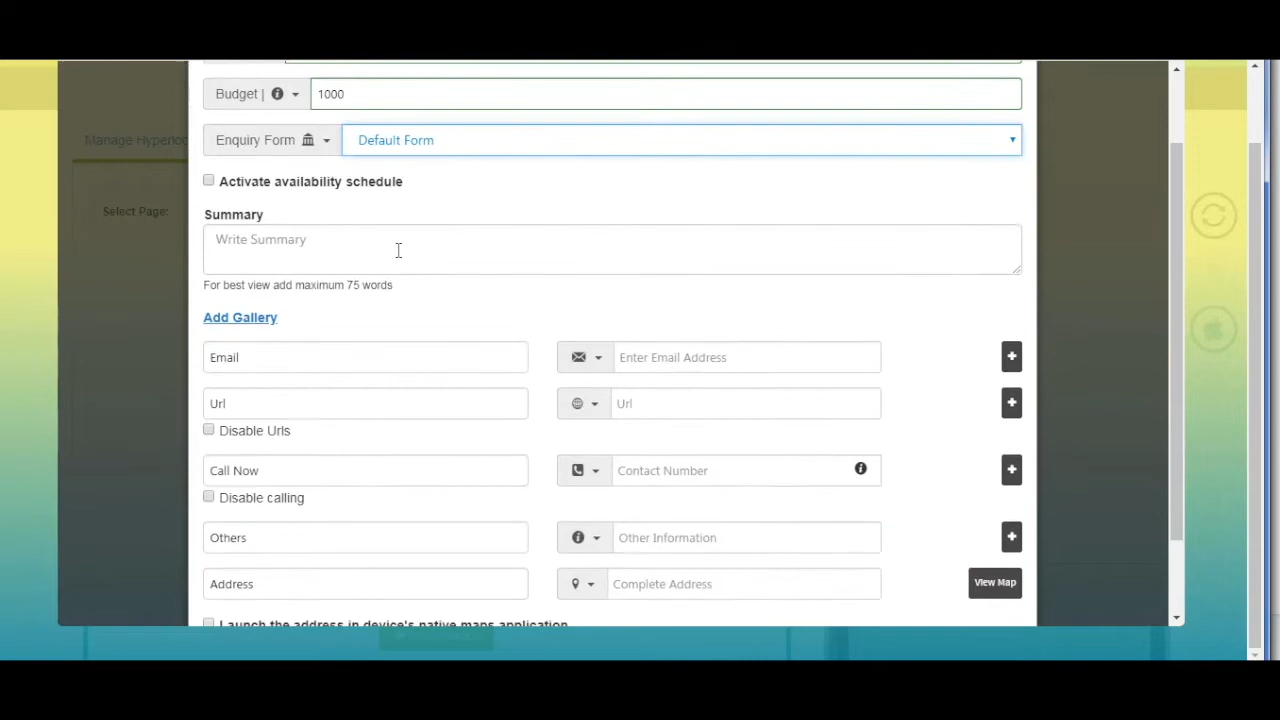 Budget |
1000
Manage Hyperloc
Enquiry Form
Default Form
Activate availability schedule
Select Page:
Summary
Write Summary
For best view add maximum 75 words
Add Gallery
Email
Enter Email Address
Url
Url
Disable Urls
Call Now
Contact Number
Disable calling
Others
Other Information
Address
Complete Address
View Map
Launch the address in device's native maps application